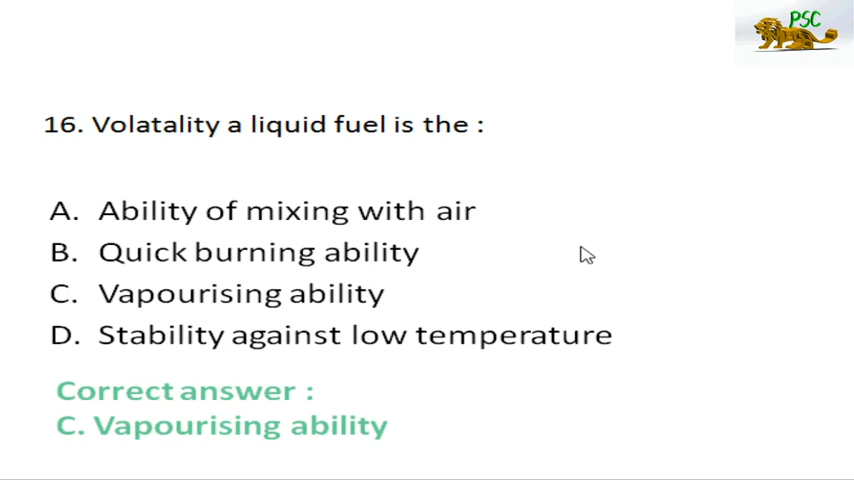 PSC
16. Volatality a liquid fuel is the :
A. Ability of mixing with air
B. Quick burning ability
C. Vapourising ability
D. Stability against low temperature
Correct answer :
C. Vapourising ability